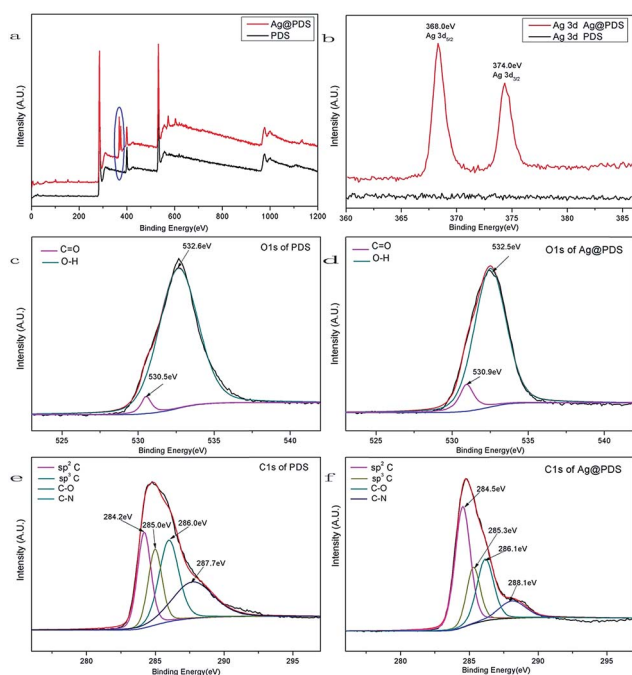 a
Ag@PDS
PDS
Intensity (A.U.)
0 200 400 600 800 1000 1200
Binding Energy(eV)
b
Ag 3d Ag@PDS
Ag 3d PDS
368.0eV
Ag 3d5/2
374.0eV
Ag 3d3/2
Intensity (A.U.)
360 365 370 375 380 385
Binding Energy(eV)
c
C=O
O-H
O1s of PDS
532.6eV
530.5eV
Intensity (A.U.)
525 530 535 540
Binding Energy(eV)
d
C=O
O-H
O1s of Ag@PDS
532.5eV
530.9eV
Intensity (A.U.)
525 530 535 540
Binding Energy(eV)
e
sp² C
sp³ C
C-O
C-N
C1s of PDS
284.2eV
285.0eV
286.0eV
287.7eV
Intensity (A.U.)
280 285 290 295
Binding Energy(eV)
f
sp² C
sp³ C
C-O
C-N
C1s of Ag@PDS
284.5eV
285.3eV
286.1eV
288.1eV
Intensity (A.U.)
280 285 290 295
Binding Energy(eV)